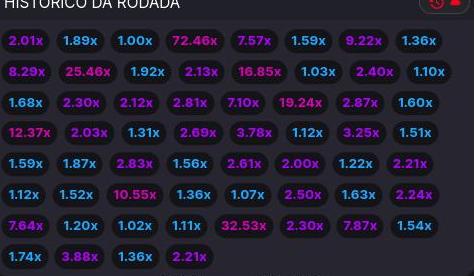 HISTÓRICO DA RODADA
2.01x 1.89x 1.00x 72.46x 7.57x 1.59x 9.22x 1.36x
8.29x 25.46x 1.92x 2.13x 16.85x 1.03x 2.40x 1.10x
1.68x 2.30x 2.12x 2.81x 7.10x 19.24x 2.87x 1.60x
12.37x 2.03x 1.31x 2.69x 3.78x 1.12x 3.25x 1.51x
1.59x 1.87x 2.83x 1.56x 2.61x 2.00x 1.22x 2.21x
1.12x 1.52x 10.55x 1.36x 1.07x 2.50x 1.63x 2.24x
7.64x 1.20x 1.02x 1.11x 32.53x 2.30x 7.87x 1.54x
1.74x 3.88x 1.36x 2.21x